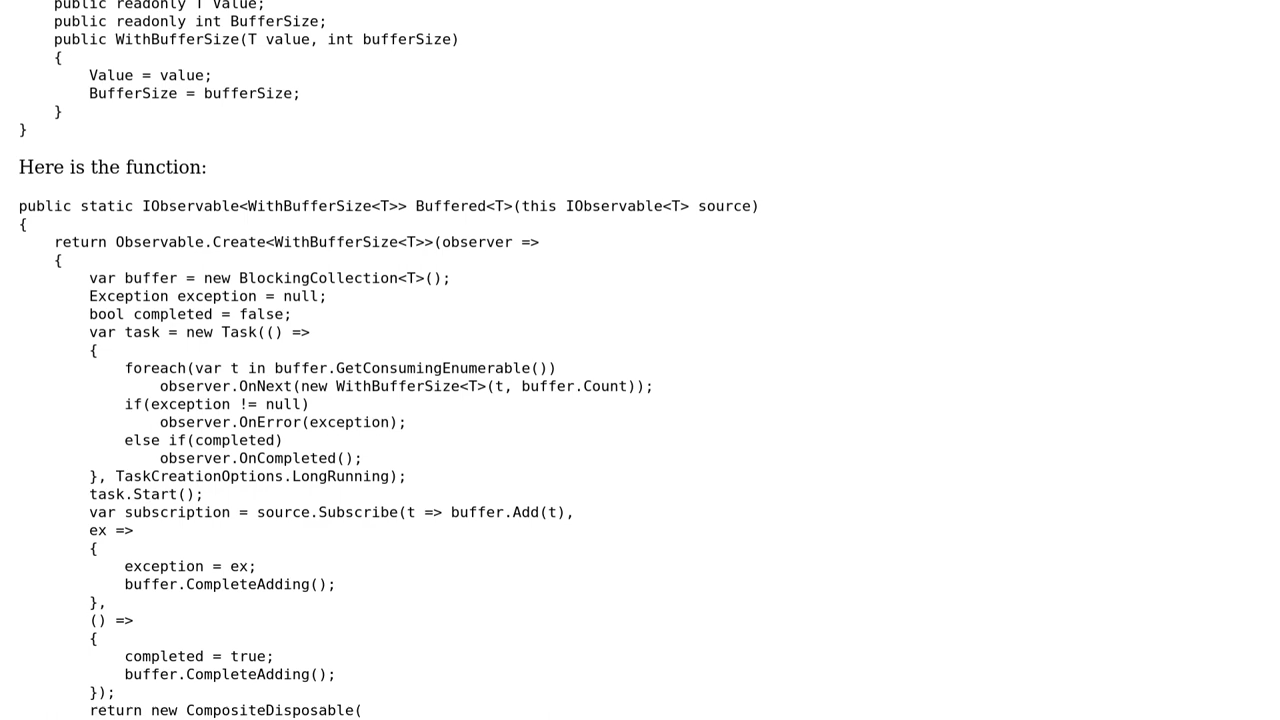 public readonly T Value;
    public readonly int BufferSize;
    public WithBufferSize(T value, int bufferSize)
    {
        Value = value;
        BufferSize = bufferSize;
    }
}
Here is the function:
public static IObservable<WithBufferSize<T>> Buffered<T>(this IObservable<T> source)
{
    return Observable.Create<WithBufferSize<T>>(observer =>
    {
        var buffer = new BlockingCollection<T>();
        Exception exception = null;
        bool completed = false;
        var task = new Task(() =>
        {
            foreach(var t in buffer.GetConsumingEnumerable())
                observer.OnNext(new WithBufferSize<T>(t, buffer.Count));
            if(exception != null)
                observer.OnError(exception);
            else if(completed)
                observer.OnCompleted();
        }, TaskCreationOptions.LongRunning);
        task.Start();
        var subscription = source.Subscribe(t => buffer.Add(t),
        ex =>
        {
            exception = ex;
            buffer.CompleteAdding();
        },
        () =>
        {
            completed = true;
            buffer.CompleteAdding();
        });
        return new CompositeDisposable(